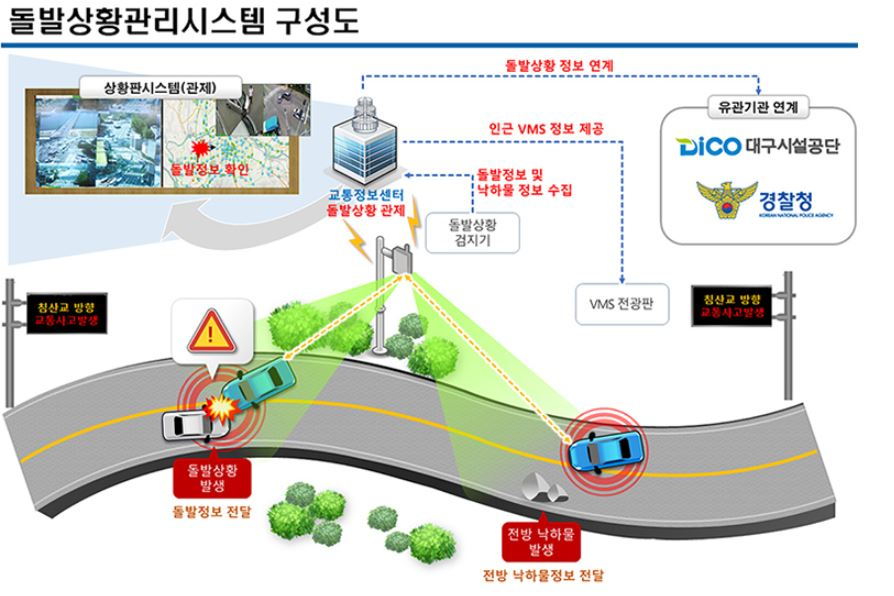 돌발상황관리시스템 구성도
상황판시스템(관제)
돌발정보 확인
돌발상황 정보 연계
인근 VMS 정보 제공
돌발정보 및
낙하물 정보 수집
교통정보센터
돌발상황 관제
돌발상황
검지기
유관기관 연계
DiCO 대구시설공단
경찰청
KOREAN NATIONAL POLICE AGENCY
VMS 전광판
침산교 방향
교통사고발생
침산교 방향
교통사고발생
!
돌발상황
발생
돌발정보 전달
전방 낙하물
발생
전방 낙하물정보 전달